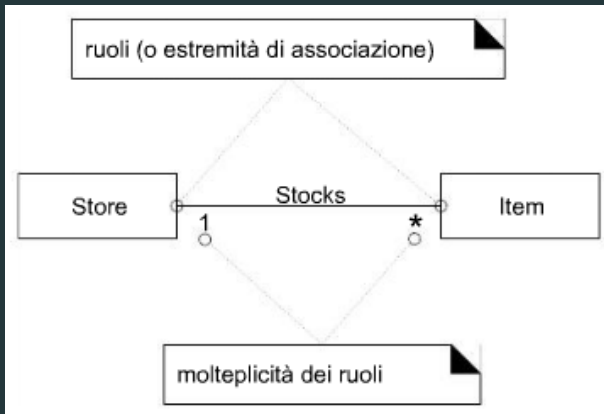 ruoli (o estremità di associazione)
Store
Stocks
Item
1
*
molteplicità dei ruoli